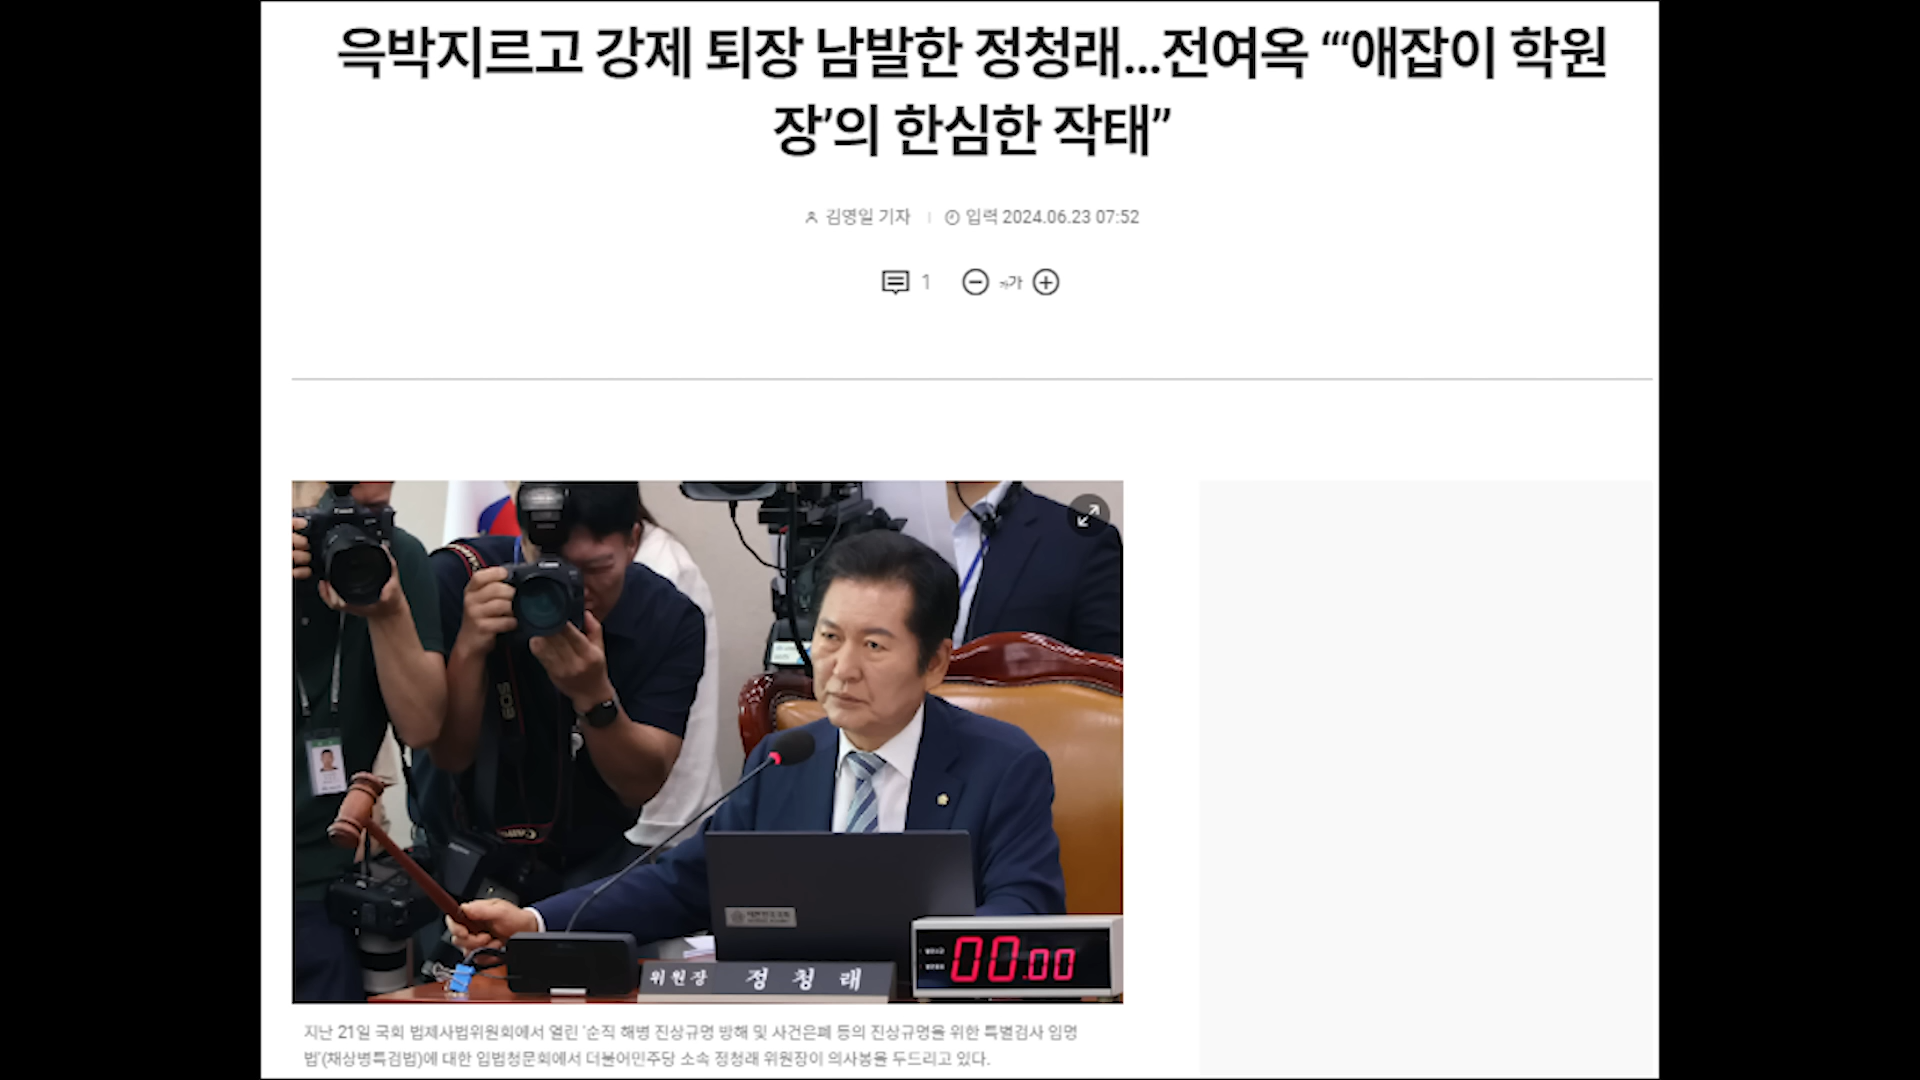 윽박지르고 강제 퇴장 남발한 정청래…전여옥 “‘애잡이 학원
장’의 한심한 작태”
김영일 기자 | 입력 2024.06.23 07:52
1 가가
Canon
Canon
EOS
위원장 정청래
00.00
지난 21일 국회 법제사법위원회에서 열린 ‘순직 해병 진상규명 방해 및 사건은폐 등의 진상규명을 위한 특별검사 임명
법’(채상병특검법)에 대한 입법청문회에서 더불어민주당 소속 정청래 위원장이 의사봉을 두드리고 있다.